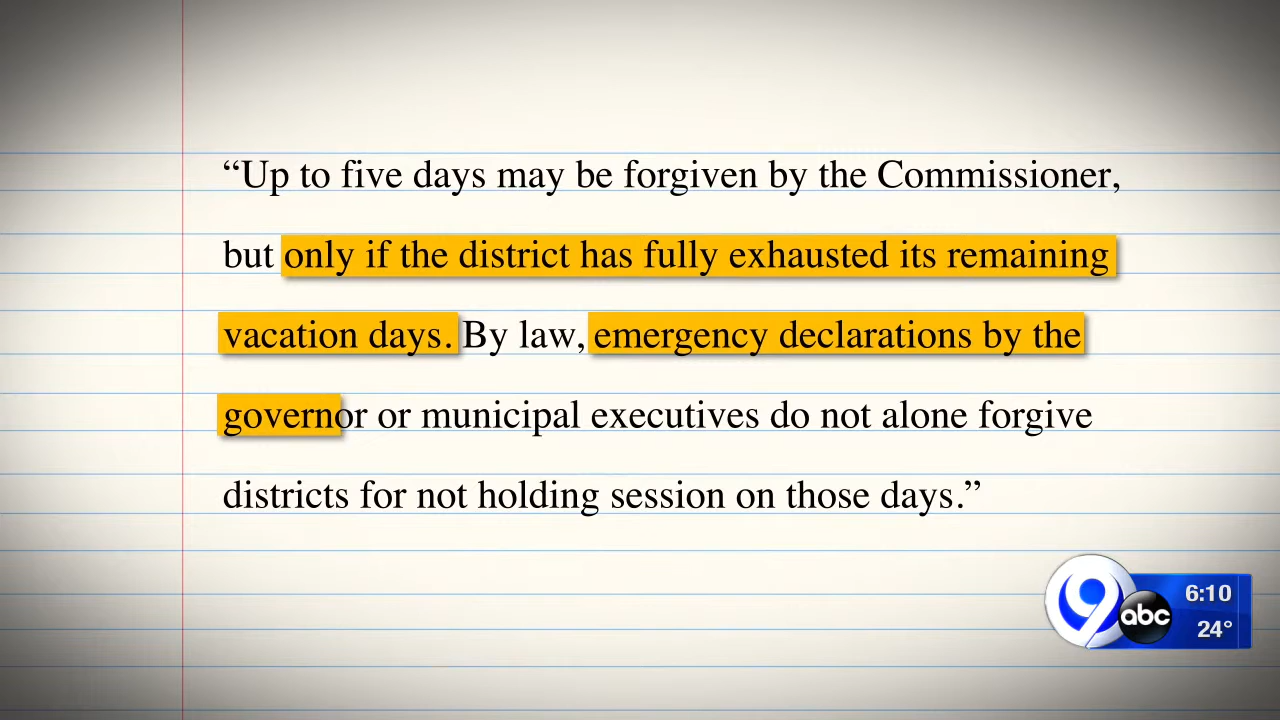 “Up to five days may be forgiven by the Commissioner,
but only if the district has fully exhausted its remaining
vacation days. By law, emergency declarations by the
governor or municipal executives do not alone forgive
districts for not holding session on those days.”
9 abc 6:10
24°